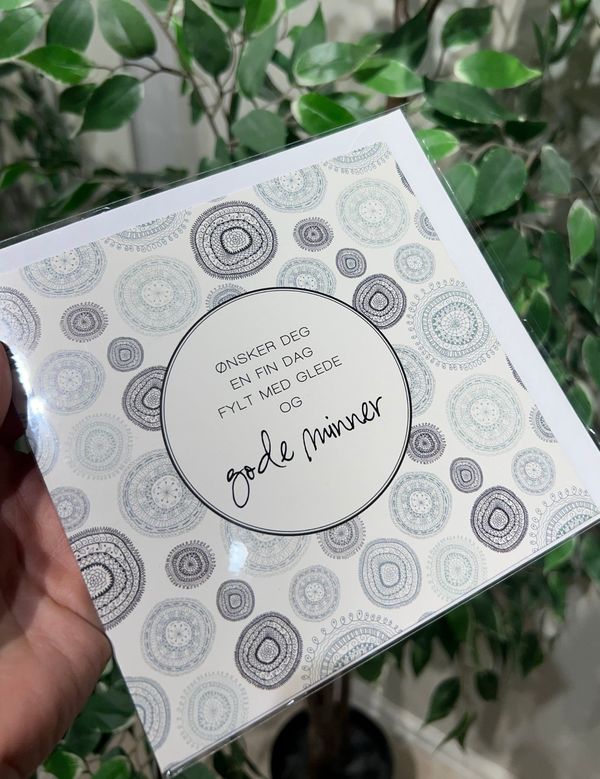 ØNSKER DEG
EN FIN DAG
FYLT MED GLEDE
OG
gode minner